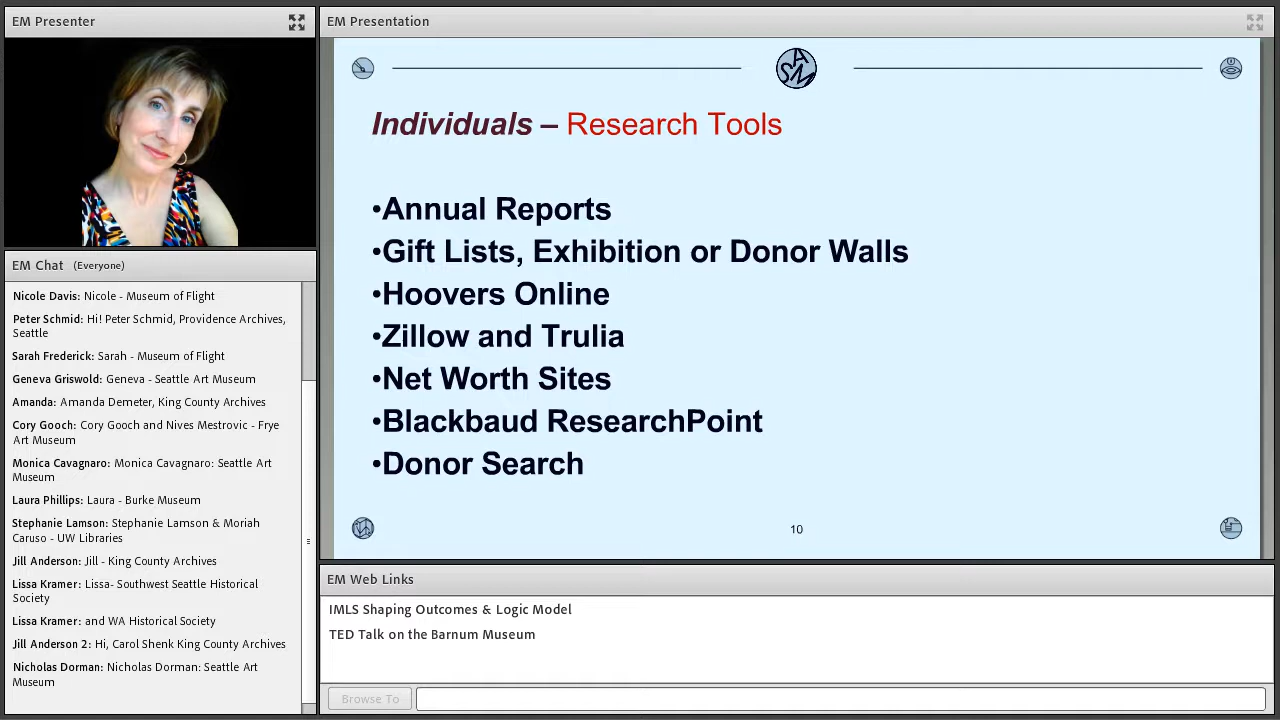 EM Presenter
EM Chat (Everyone)
Nicole Davis: Nicole - Museum of Flight
Peter Schmid: Hi! Peter Schmid, Providence Archives,
Seattle
Sarah Frederick: Sarah - Museum of Flight
Geneva Griswold: Geneva - Seattle Art Museum
Amanda: Amanda Demeter, King County Archives
Cory Gooch: Cory Gooch and Nives Mestrovic - Frye
Art Museum
Monica Cavagnaro: Monica Cavagnaro: Seattle Art
Museum
Laura Phillips: Laura - Burke Museum
Stephanie Lamson: Stephanie Lamson & Moriah
Caruso - UW Libraries
Jill Anderson: Jill - King County Archives
Lissa Kramer: Lissa- Southwest Seattle Historical
Society
Lissa Kramer: and WA Historical Society
Jill Anderson 2: Hi, Carol Shenk King County Archives
Nicholas Dorman: Nicholas Dorman: Seattle Art
Museum
EM Presentation
Individuals – Research Tools
•Annual Reports
•Gift Lists, Exhibition or Donor Walls
•Hoovers Online
•Zillow and Trulia
•Net Worth Sites
•Blackbaud ResearchPoint
•Donor Search
10
EM Web Links
IMLS Shaping Outcomes & Logic Model
TED Talk on the Barnum Museum
Browse To